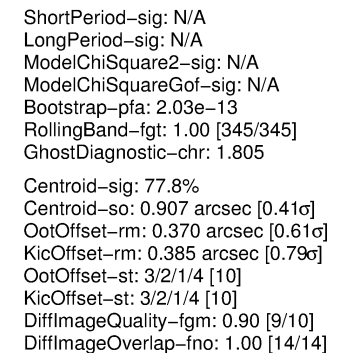 ShortPeriod−sig: N/A
LongPeriod−sig: N/A
ModelChiSquare2−sig: N/A
ModelChiSquareGof−sig: N/A
Bootstrap−pfa: 2.03e−13
RollingBand−fgt: 1.00 [345/345]
GhostDiagnostic−chr: 1.805
Centroid−sig: 77.8%
Centroid−so: 0.907 arcsec [0.41σ]
OotOffset−rm: 0.370 arcsec [0.61σ]
KicOffset−rm: 0.385 arcsec [0.79σ]
OotOffset−st: 3/2/1/4 [10]
KicOffset−st: 3/2/1/4 [10]
DiffImageQuality−fgm: 0.90 [9/10]
DiffImageOverlap−fno: 1.00 [14/14]